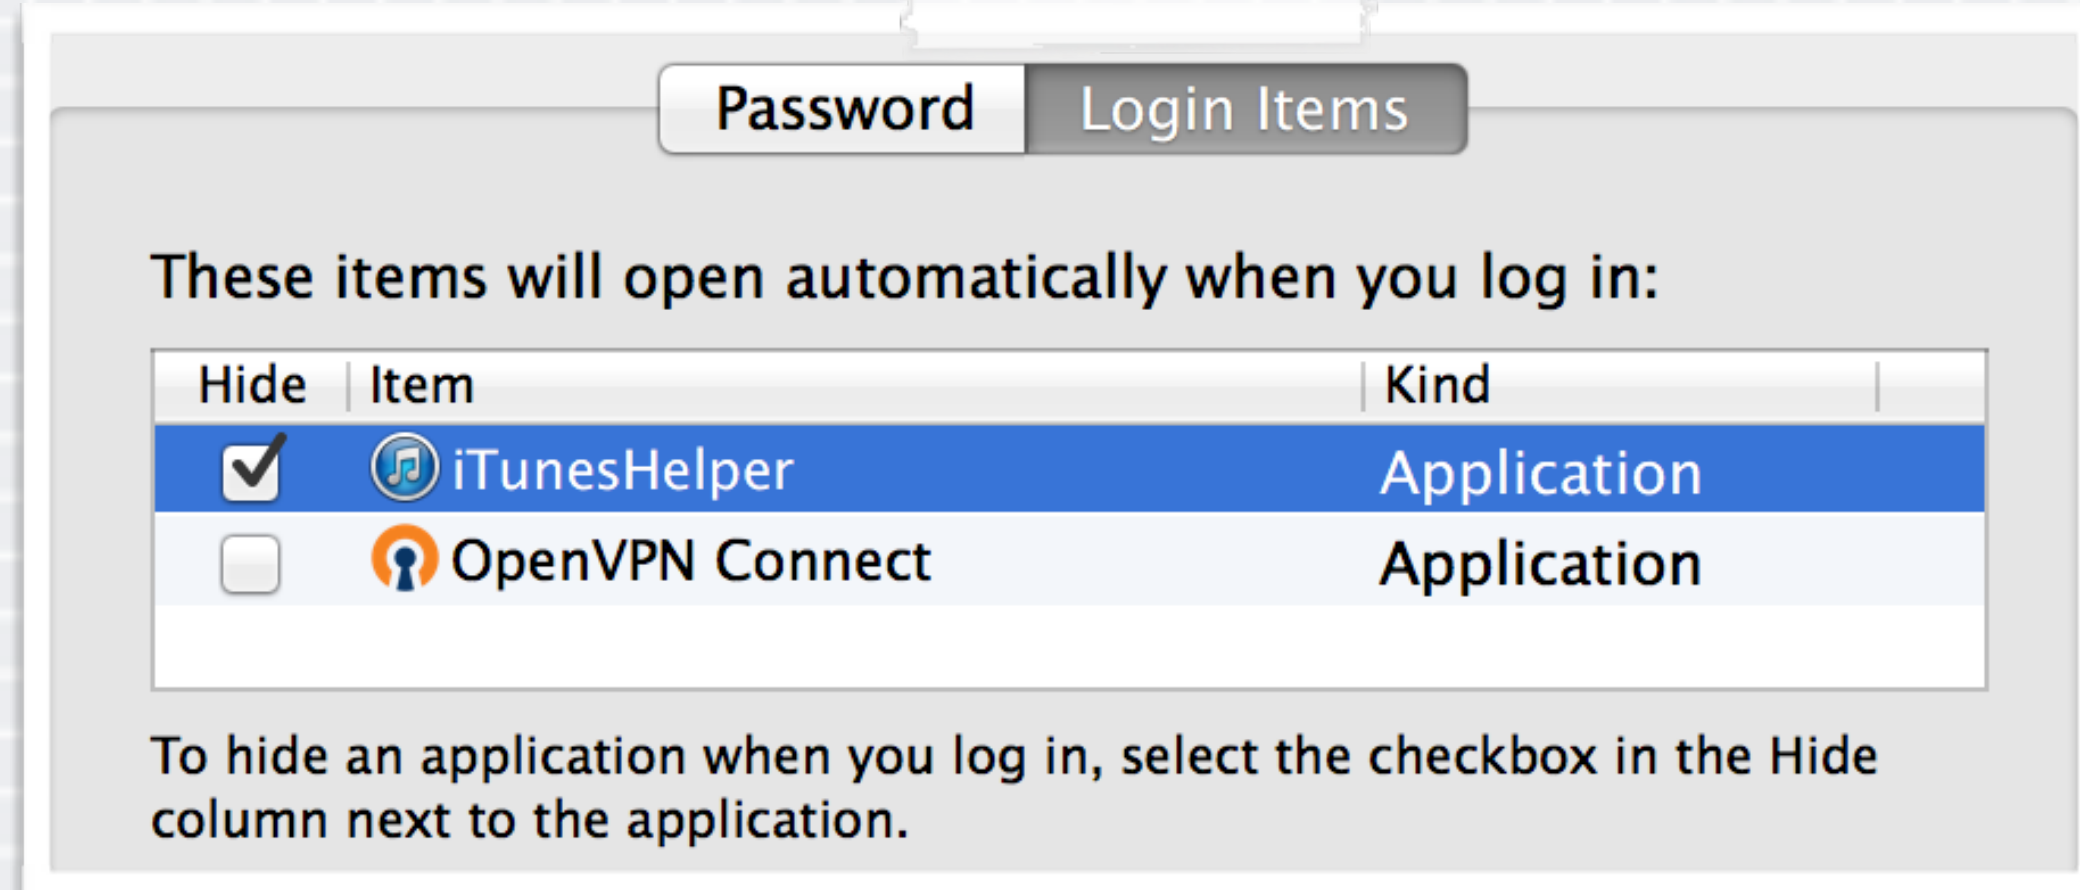 Password Login Items
These items will open automatically when you log in:
Hide Item Kind
iTunesHelper Application
OpenVPN Connect Application
To hide an application when you log in, select the checkbox in the Hide
column next to the application.